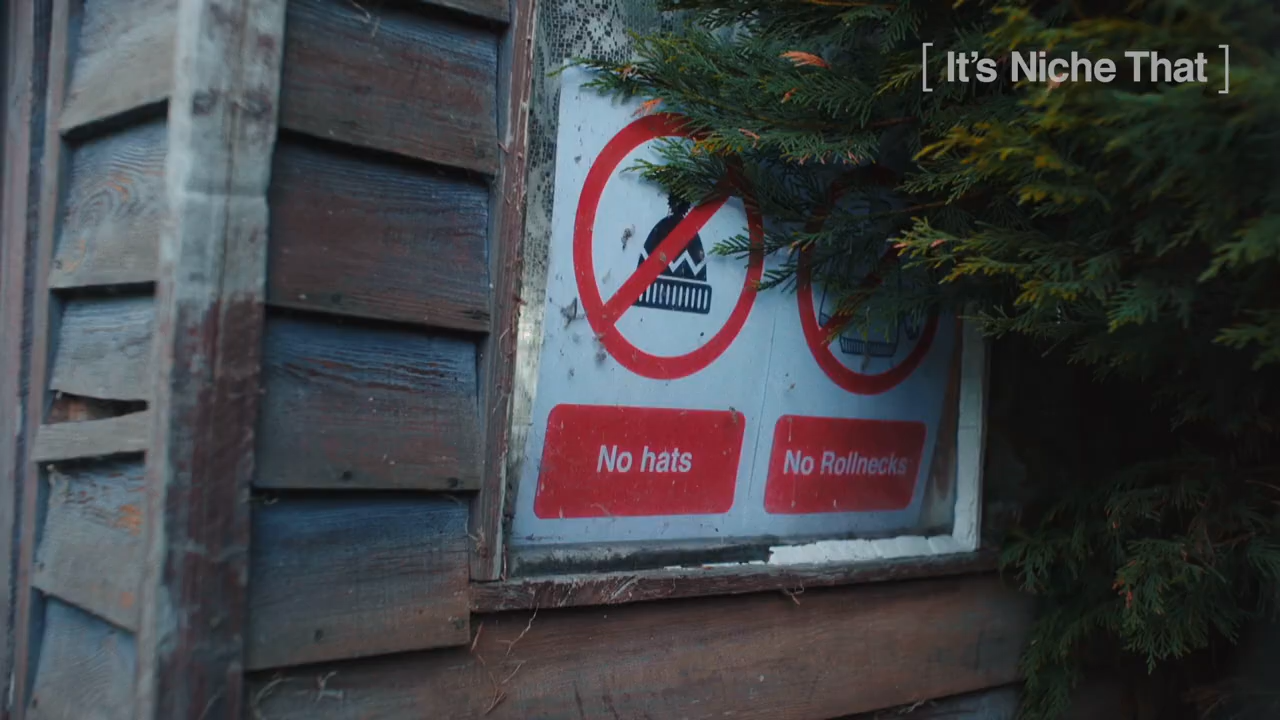 [ It's Niche That ]
No hats
No Rollnecks